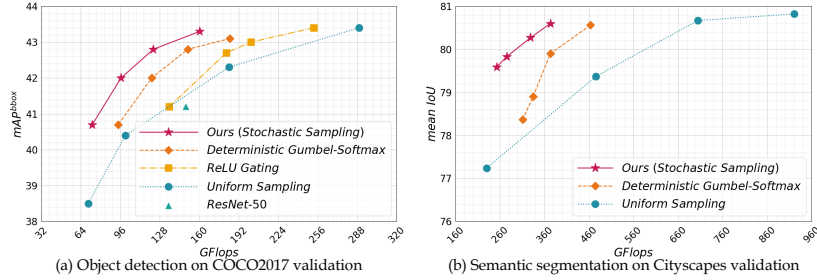 44
43
42
41
40
39
38
mAP^bbox
32
64
96
128
160
192
224
256
288
320
GFlops
Ours (Stochastic Sampling)
Deterministic Gumbel-Softmax
ReLU Gating
Uniform Sampling
ResNet-50
(a) Object detection on COCO2017 validation
81
80
79
78
77
76
mean IoU
160
260
360
460
560
660
760
860
960
GFlops
Ours (Stochastic Sampling)
Deterministic Gumbel-Softmax
Uniform Sampling
(b) Semantic segmentation on Cityscapes validation